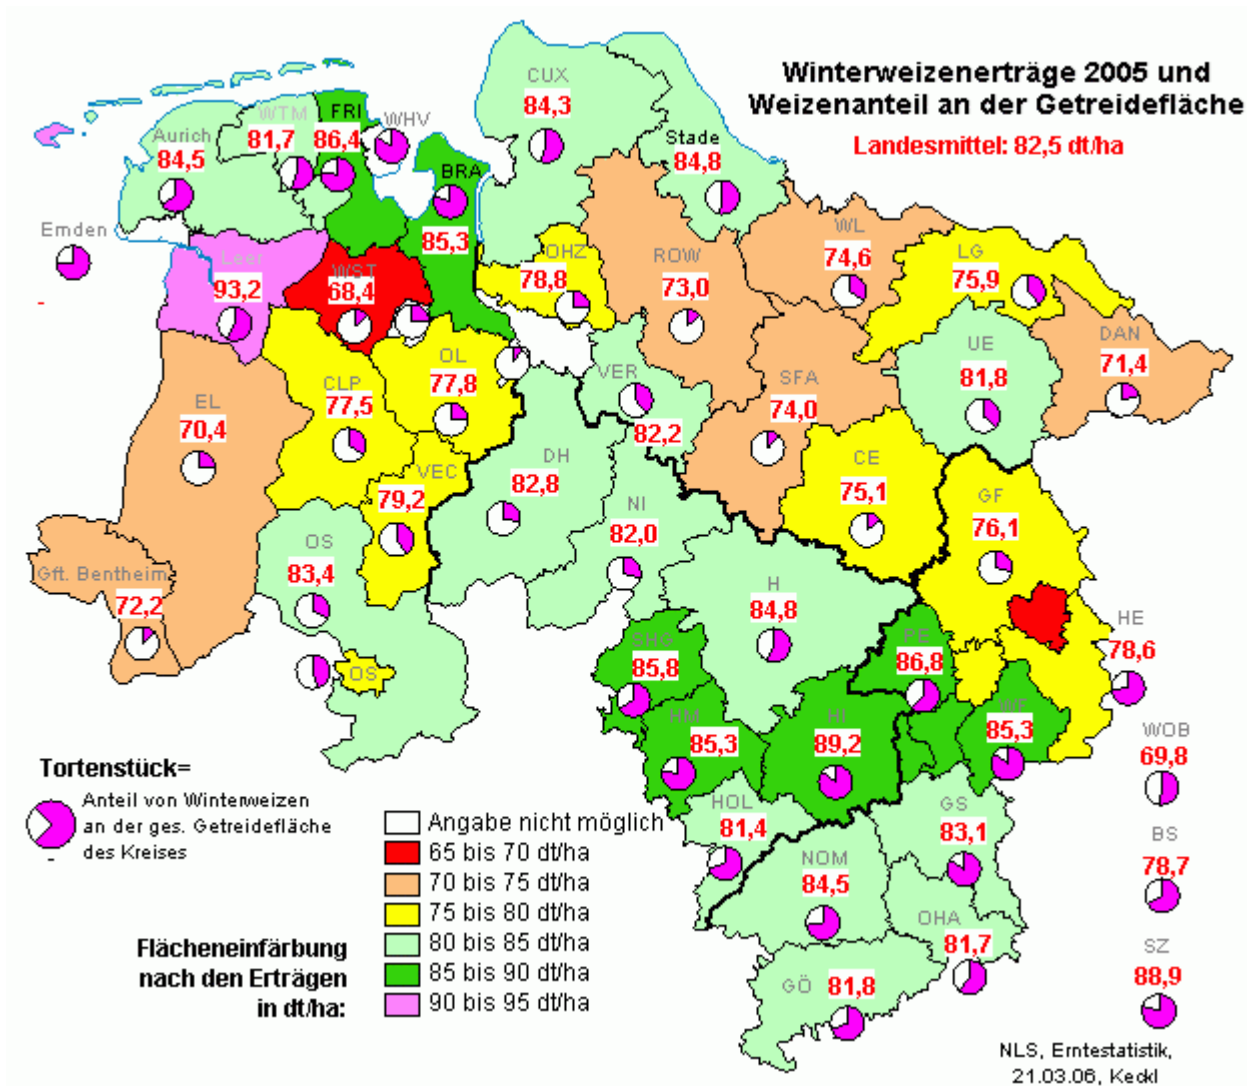 Winterweizenerträge 2005 und
Weizenanteil an der Getreidefläche
Landesmittel: 82,5 dt/ha
CUX
84,3
WTM
81,7
FRI
86,4
WHV
Aurich
84,5
Stade
84,8
BRA
85,3
Emden
-
Leer
93,2
WST
68,4
OHZ
78,8
ROW
73,0
WL
74,6
LG
75,9
DAN
71,4
UE
81,8
EL
70,4
CLP
77,5
OL
77,8
VER
82,2
SFA
74,0
VEC
79,2
DH
82,8
NI
82,0
CE
75,1
GF
76,1
OS
83,4
Gft. Bentheim
72,2
H
84,8
OS
SHG
85,8
PE
86,8
HE
78,6
HM
85,3
HI
89,2
WF
85,3
WOB
69,8
HOL
81,4
GS
83,1
BS
78,7
NOM
84,5
OHA
81,7
SZ
88,9
GÖ 81,8
Tortenstück=
Anteil von Winterweizen
an der ges. Getreidefläche
des Kreises
-
Flächeneinfärbung
nach den Erträgen
in dt/ha:
Angabe nicht möglich
65 bis 70 dt/ha
70 bis 75 dt/ha
75 bis 80 dt/ha
80 bis 85 dt/ha
85 bis 90 dt/ha
90 bis 95 dt/ha
NLS, Erntestatistik,
21.03.06, Keckl